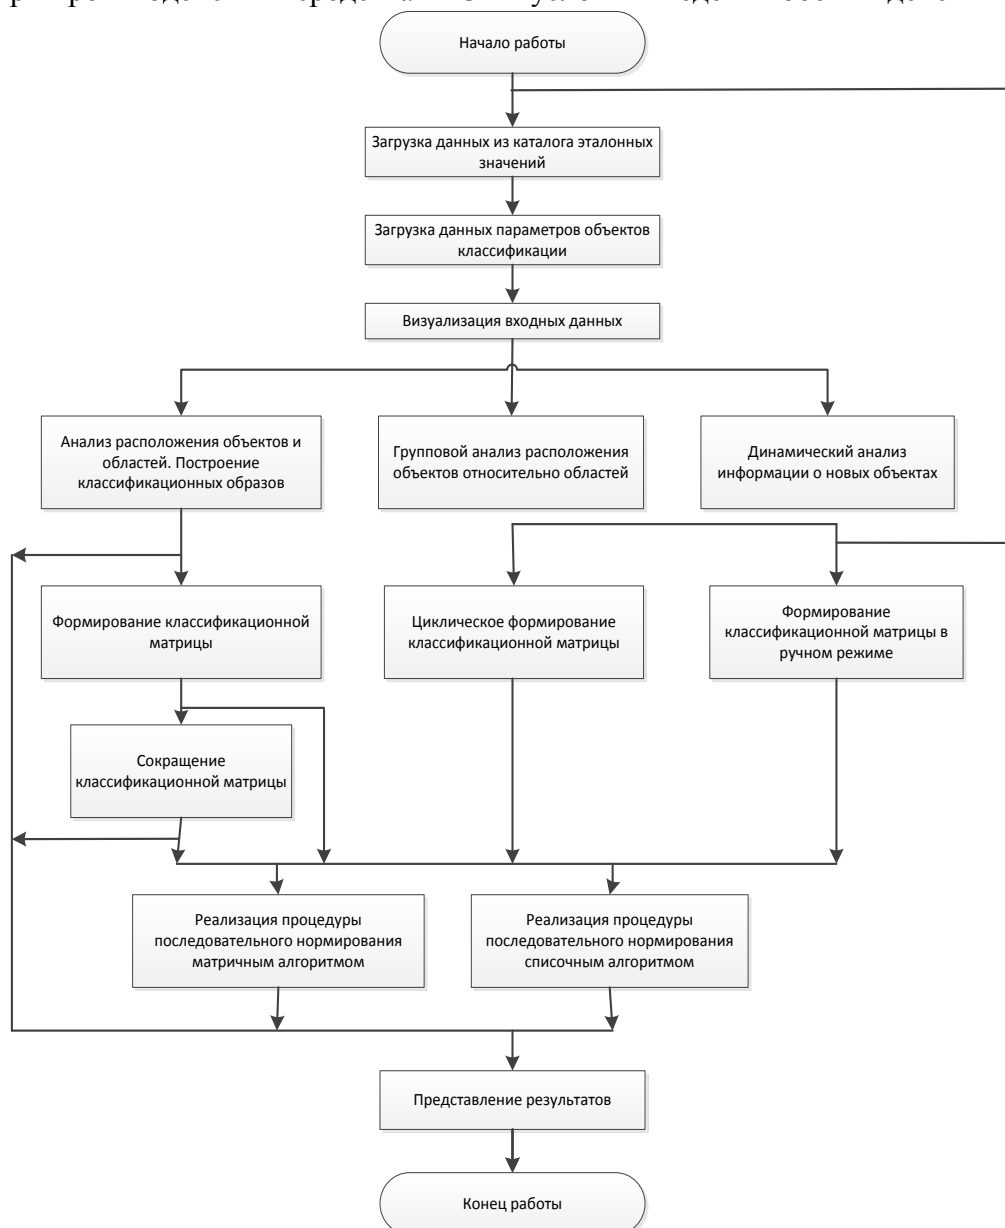 Начало работы
Загрузка данных из каталога эталонных
значений
Загрузка данных параметров объектов
классификации
Визуализация входных данных
Анализ расположения объектов и
областей. Построение
классификационных образов
Групповой анализ расположения
объектов относительно областей
Динамический анализ
информации о новых объектах
Формирование классификационной
матрицы
Циклическое формирование
классификационной матрицы
Формирование
классификационной матрицы в
ручном режиме
Сокращение
классификационной матрицы
Реализация процедуры
последовательного нормирования
матричным алгоритмом
Реализация процедуры
последовательного нормирования
списочным алгоритмом
Представление результатов
Конец работы